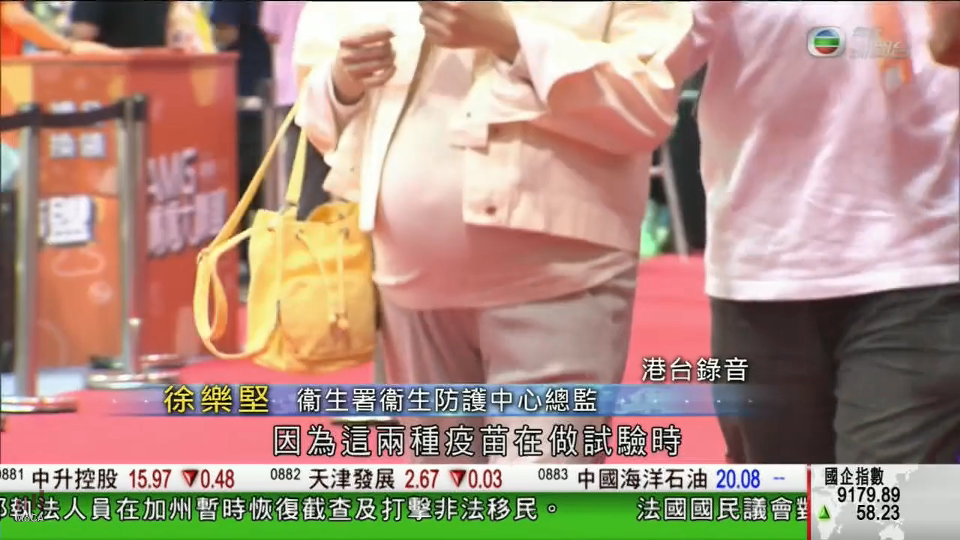 AMG
港台錄音
徐樂堅 衞生署衞生防護中心總監
因為這兩種疫苗在做試驗時
0881 中升控股 15.97 ▼0.48 0882 天津發展 2.67 ▼0.03 0883 中國海洋石油 20.08 --
國企指數
9179.89
▲ 58.23
執法人員在加州暫時恢復截查及打擊非法移民。 法國國民議會